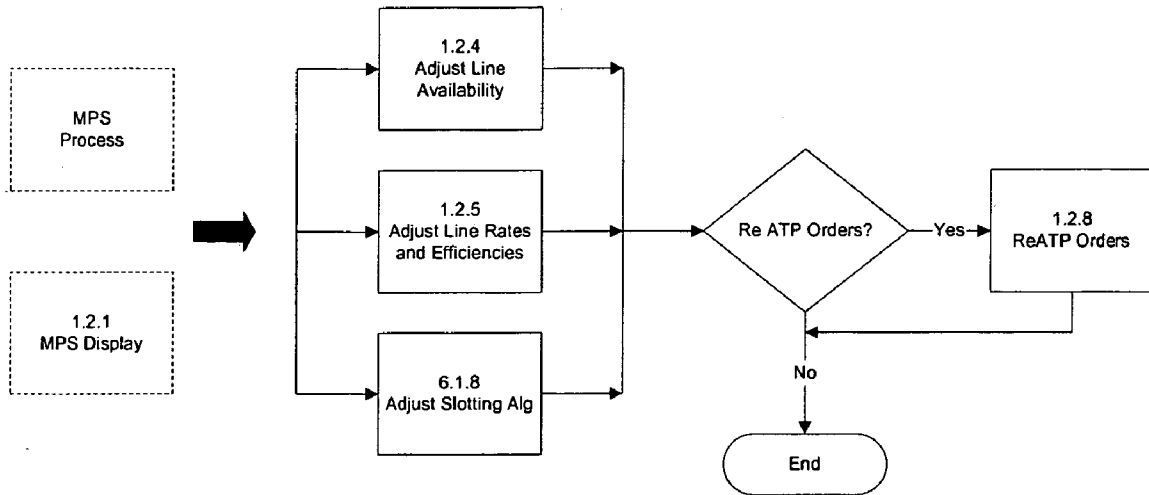 MPS
Process
1.2.1
MPS Display
1.2.4
Adjust Line
Availability
1.2.5
Adjust Line Rates
and Efficiencies
6.1.8
Adjust Slotting Alg
Re ATP Orders?
Yes
1.2.8
ReATP Orders
No
End